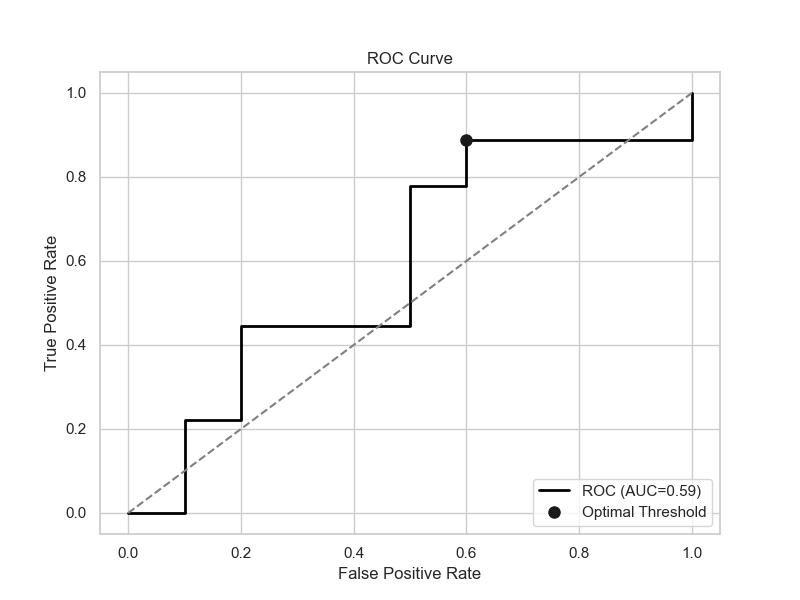 ROC Curve
True Positive Rate
1.0
0.8
0.6
0.4
0.2
0.0
ROC (AUC=0.59)
Optimal Threshold
0.0 0.2 0.4 0.6 0.8 1.0
False Positive Rate